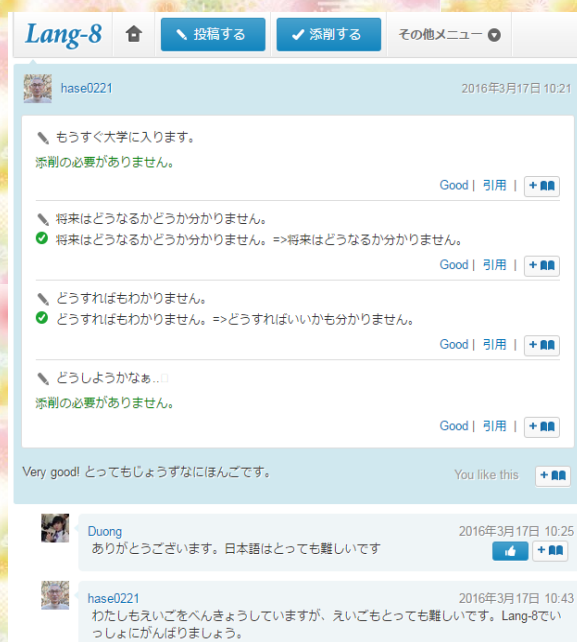 Lang-8 投稿する 添削する その他メニュー
hase0221 2016年3月17日 10:21
もうすぐ大学に入ります。
添削の必要がありません。
Good | 引用 | +
将来はどうなるかどうか分かりません。
将来はどうなるかどうか分かりません。=>将来はどうなるか分かりません。
Good | 引用 | +
どうすればもわかりません。
どうすればもわかりません。=>どうすればいいかも分かりません。
Good | 引用 | +
どうしようかなぁ..
添削の必要がありません。
Good | 引用 | +
Very good! とってもじょうずなにほんごです。 You like this +
Duong 2016年3月17日 10:25
ありがとうございます。日本語はとっても難しいです +
hase0221 2016年3月17日 10:43
わたしもえいごをべんきょうしていますが、えいごもとっても難しいです。Lang-8でい
っしょにがんばりましょう。